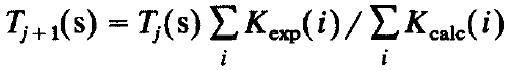 T_{j+1}(s) = T_j(s) \sum_i K_{exp}(i) / \sum_i K_{calc}(i)